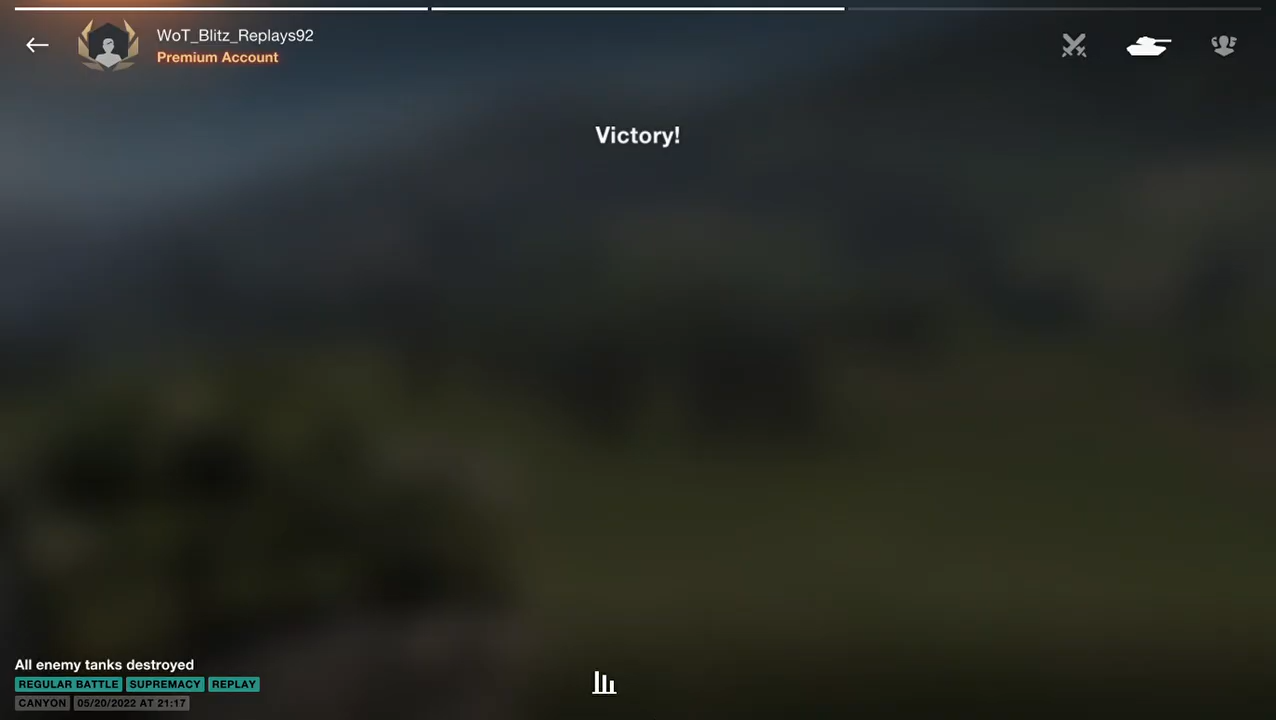 WoT_Blitz_Replays92
Premium Account
Victory!
All enemy tanks destroyed
REGULAR BATTLE SUPREMACY REPLAY
CANYON 05/20/2022 AT 21:17